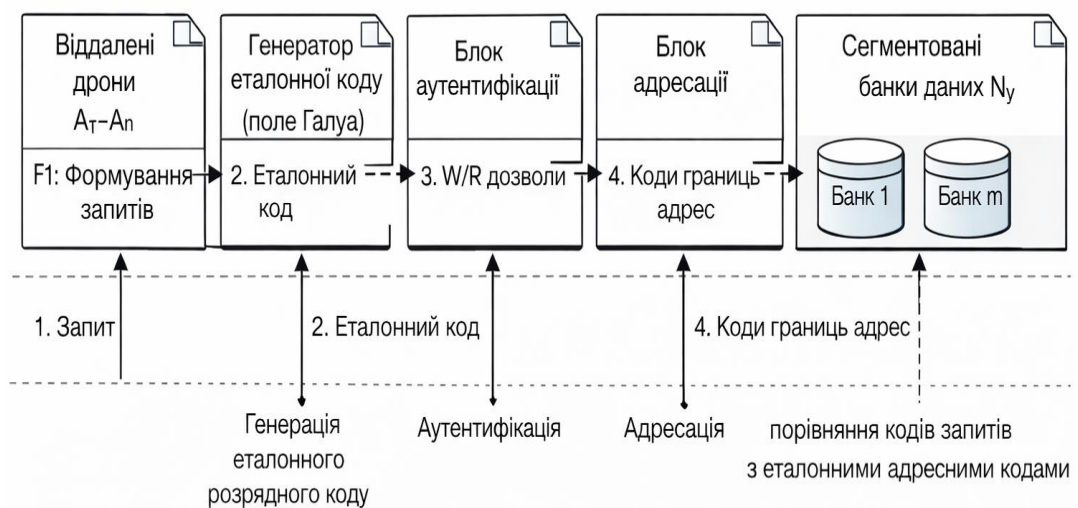 Віддалені
дрони
Aт–An
F1: Формування
запитів
Генератор
еталонної коду
(поле Галуа)
2. Еталонний
код
Блок
аутентифікації
3. W/R дозволи
Блок
адресації
4. Коди границь
адрес
Сегментовані
банки даних Nу
Банк 1
Банк m
1. Запит
2. Еталонний код
4. Коди границь адрес
Генерація
еталонного
розрядного коду
Аутентифікація
Адресація
порівняння кодів запитів
з еталонними адресними кодами